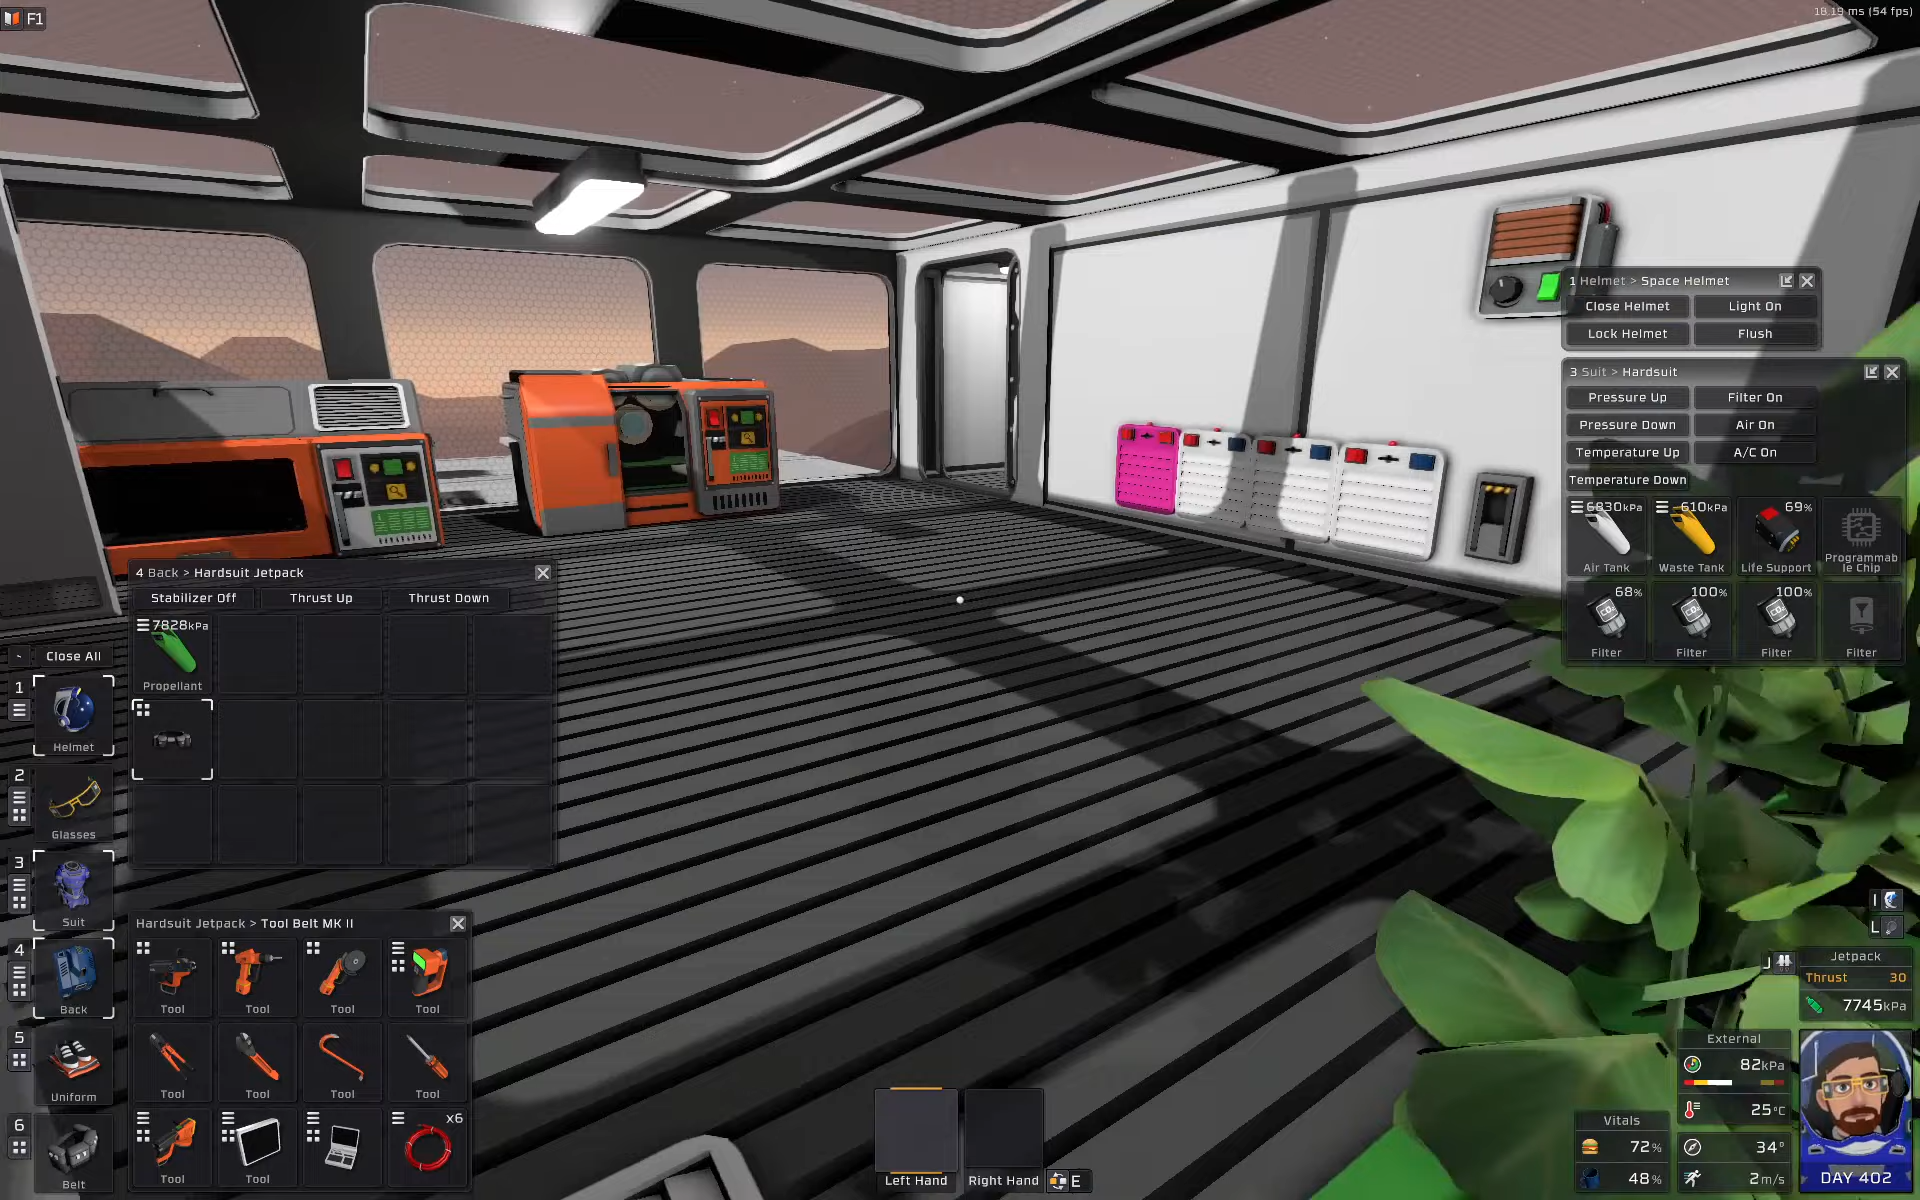 F1
18.19 ms (54 fps)
1 Helmet > Space Helmet
Close Helmet
Light On
Lock Helmet
Flush
3 Suit > Hardsuit
Pressure Up
Filter On
Pressure Down
Air On
Temperature Up
A/C On
Temperature Down
6830kPa
610kPa
69%
Air Tank
Waste Tank
Life Support
Programmab
le Chip
68%
100%
100%
Filter
Filter
Filter
Filter
4 Back > Hardsuit Jetpack
Stabilizer Off
Thrust Up
Thrust Down
7828kPa
Propellant
~
Close All
1
Helmet
2
Glasses
3
Suit
4
Back
5
Uniform
6
Belt
Hardsuit Jetpack > Tool Belt MK II
Tool
Tool
Tool
Tool
Tool
Tool
Tool
Tool
x6
Tool
Tool
Left Hand
Right Hand
E
I
L
J
Jetpack
Thrust 30
7745kPa
External
82kPa
25°C
Vitals
72%
34°
48%
2m/s
DAY 402